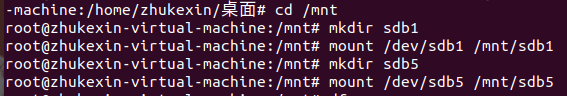 -machine:/home/zhukexin/桌面# cd /mnt
root@zhukexin-virtual-machine:/mnt# mkdir sdb1
root@zhukexin-virtual-machine:/mnt# mount /dev/sdb1 /mnt/sdb1
root@zhukexin-virtual-machine:/mnt# mkdir sdb5
root@zhukexin-virtual-machine:/mnt# mount /dev/sdb5 /mnt/sdb5